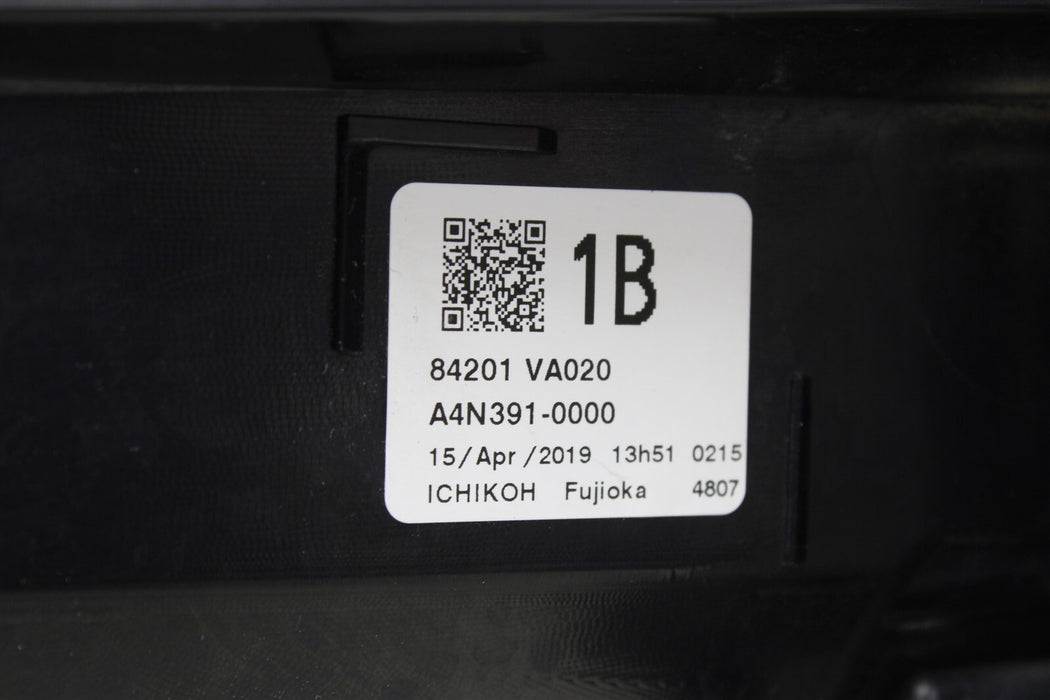 1B
84201 VA020
A4N391-0000
15/Apr/2019 13h51 0215
ICHIKOH Fujioka 4807